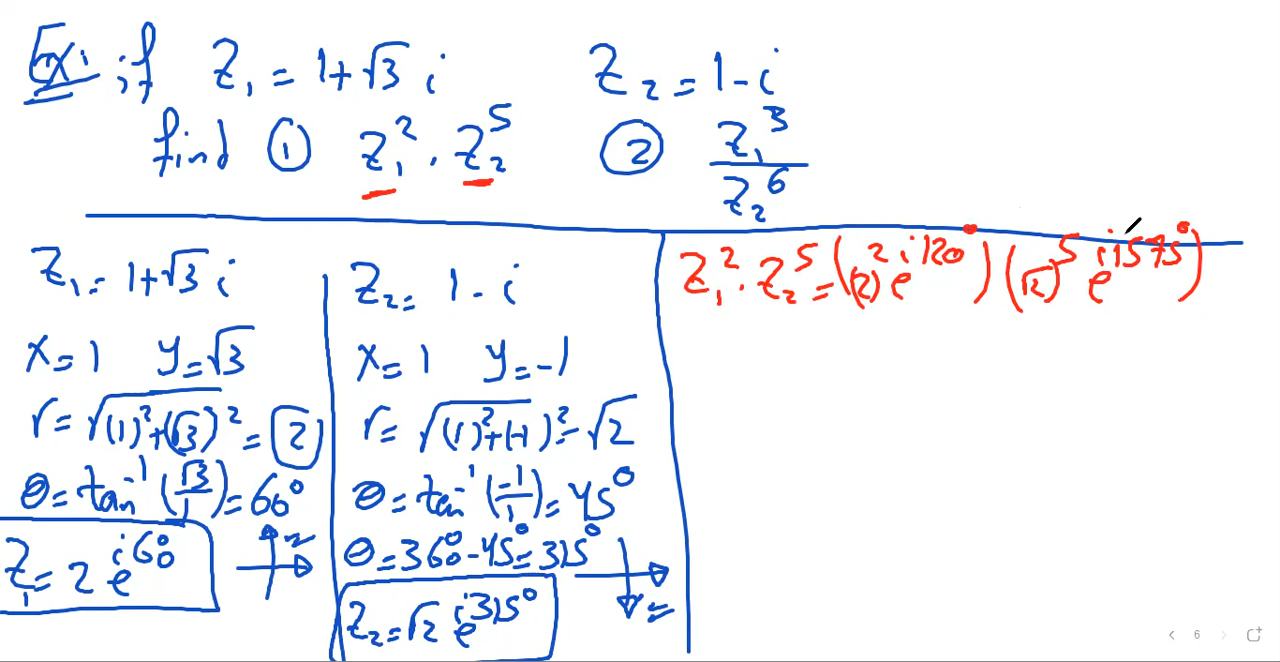 Ex: if Z₁ = 1+√3 i Z₂ = 1-i
find ① Z₁² . Z₂⁵ ② Z₁³/Z₂⁶
Z₁ = 1+√3 i
x = 1 y = √3
r = √(1)²+(√3)² = 2
θ = tan⁻¹(√3/1) = 60°
Z₁ = 2 e^i60°
Z₂ = 1-i
x = 1 y = -1
r = √(1)²+(-1)² = √2
θ = tan⁻¹(-1/1) = 45°
θ = 360° - 45° = 315°
Z₂ = √2 e^i315°
Z₁² . Z₂⁵ = ((2)² e^i120°) ((√2)⁵ e^i1575°)
6